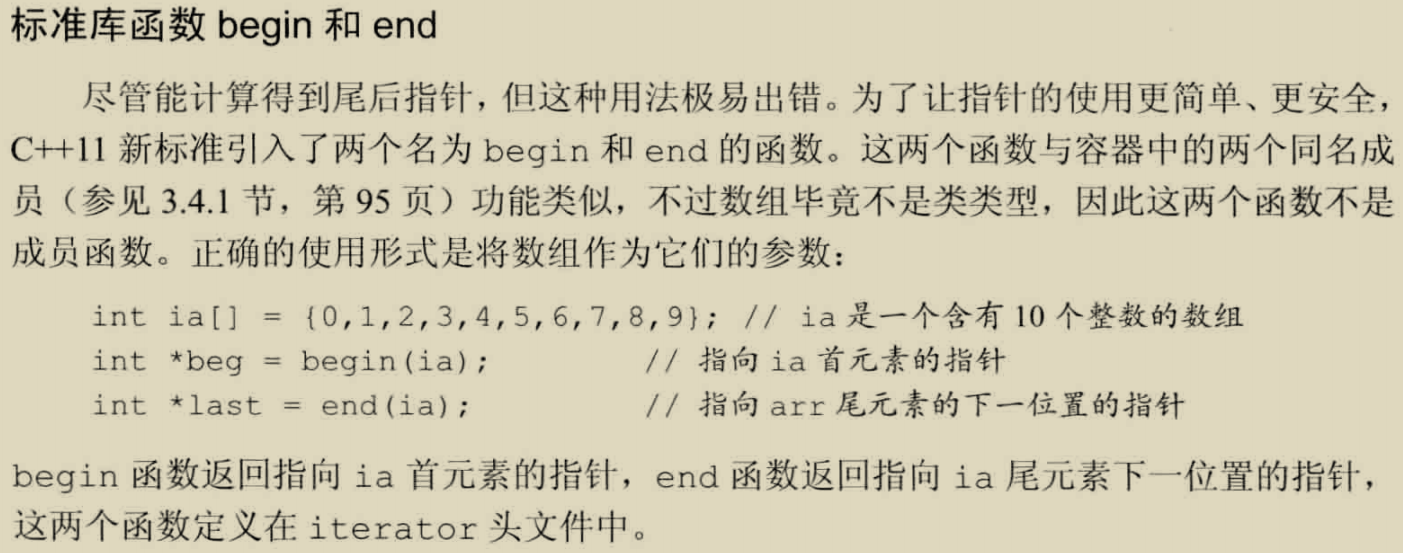 标准库函数 begin 和 end
尽管能计算得到尾后指针，但这种用法极易出错。为了让指针的使用更简单、更安全，
C++11 新标准引入了两个名为 begin 和 end 的函数。这两个函数与容器中的两个同名成
员（参见 3.4.1 节，第 95 页）功能类似，不过数组毕竟不是类类型，因此这两个函数不是
成员函数。正确的使用形式是将数组作为它们的参数：
int ia[] = {0,1,2,3,4,5,6,7,8,9}; // ia 是一个含有 10 个整数的数组
int *beg = begin(ia); // 指向 ia 首元素的指针
int *last = end(ia); // 指向 arr 尾元素的下一位置的指针
begin 函数返回指向 ia 首元素的指针，end 函数返回指向 ia 尾元素下一位置的指针，
这两个函数定义在 iterator 头文件中。